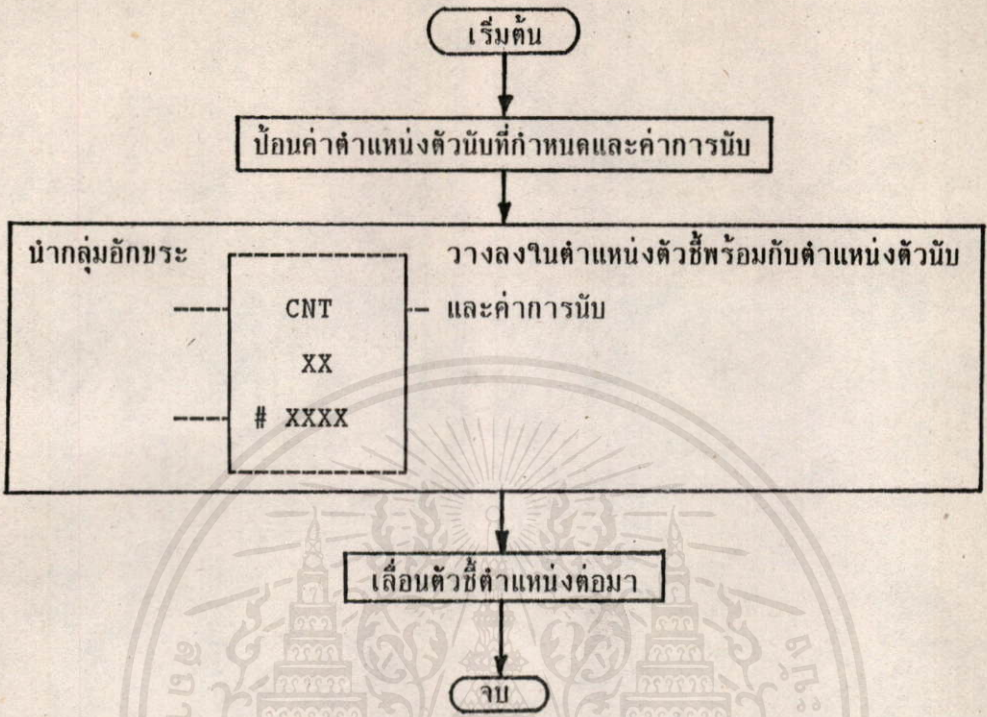 เริ่มต้น
ป้อนค่าตำแหน่งตัวนับที่กำหนดและค่าการนับ
นำกลุ่มอักขระ วางลงในตำแหน่งตัวชี้พร้อมกับตำแหน่งตัวนับ
CNT และค่าการนับ
XX
# XXXX
เลื่อนตัวชี้ตำแหน่งต่อมา
จบ